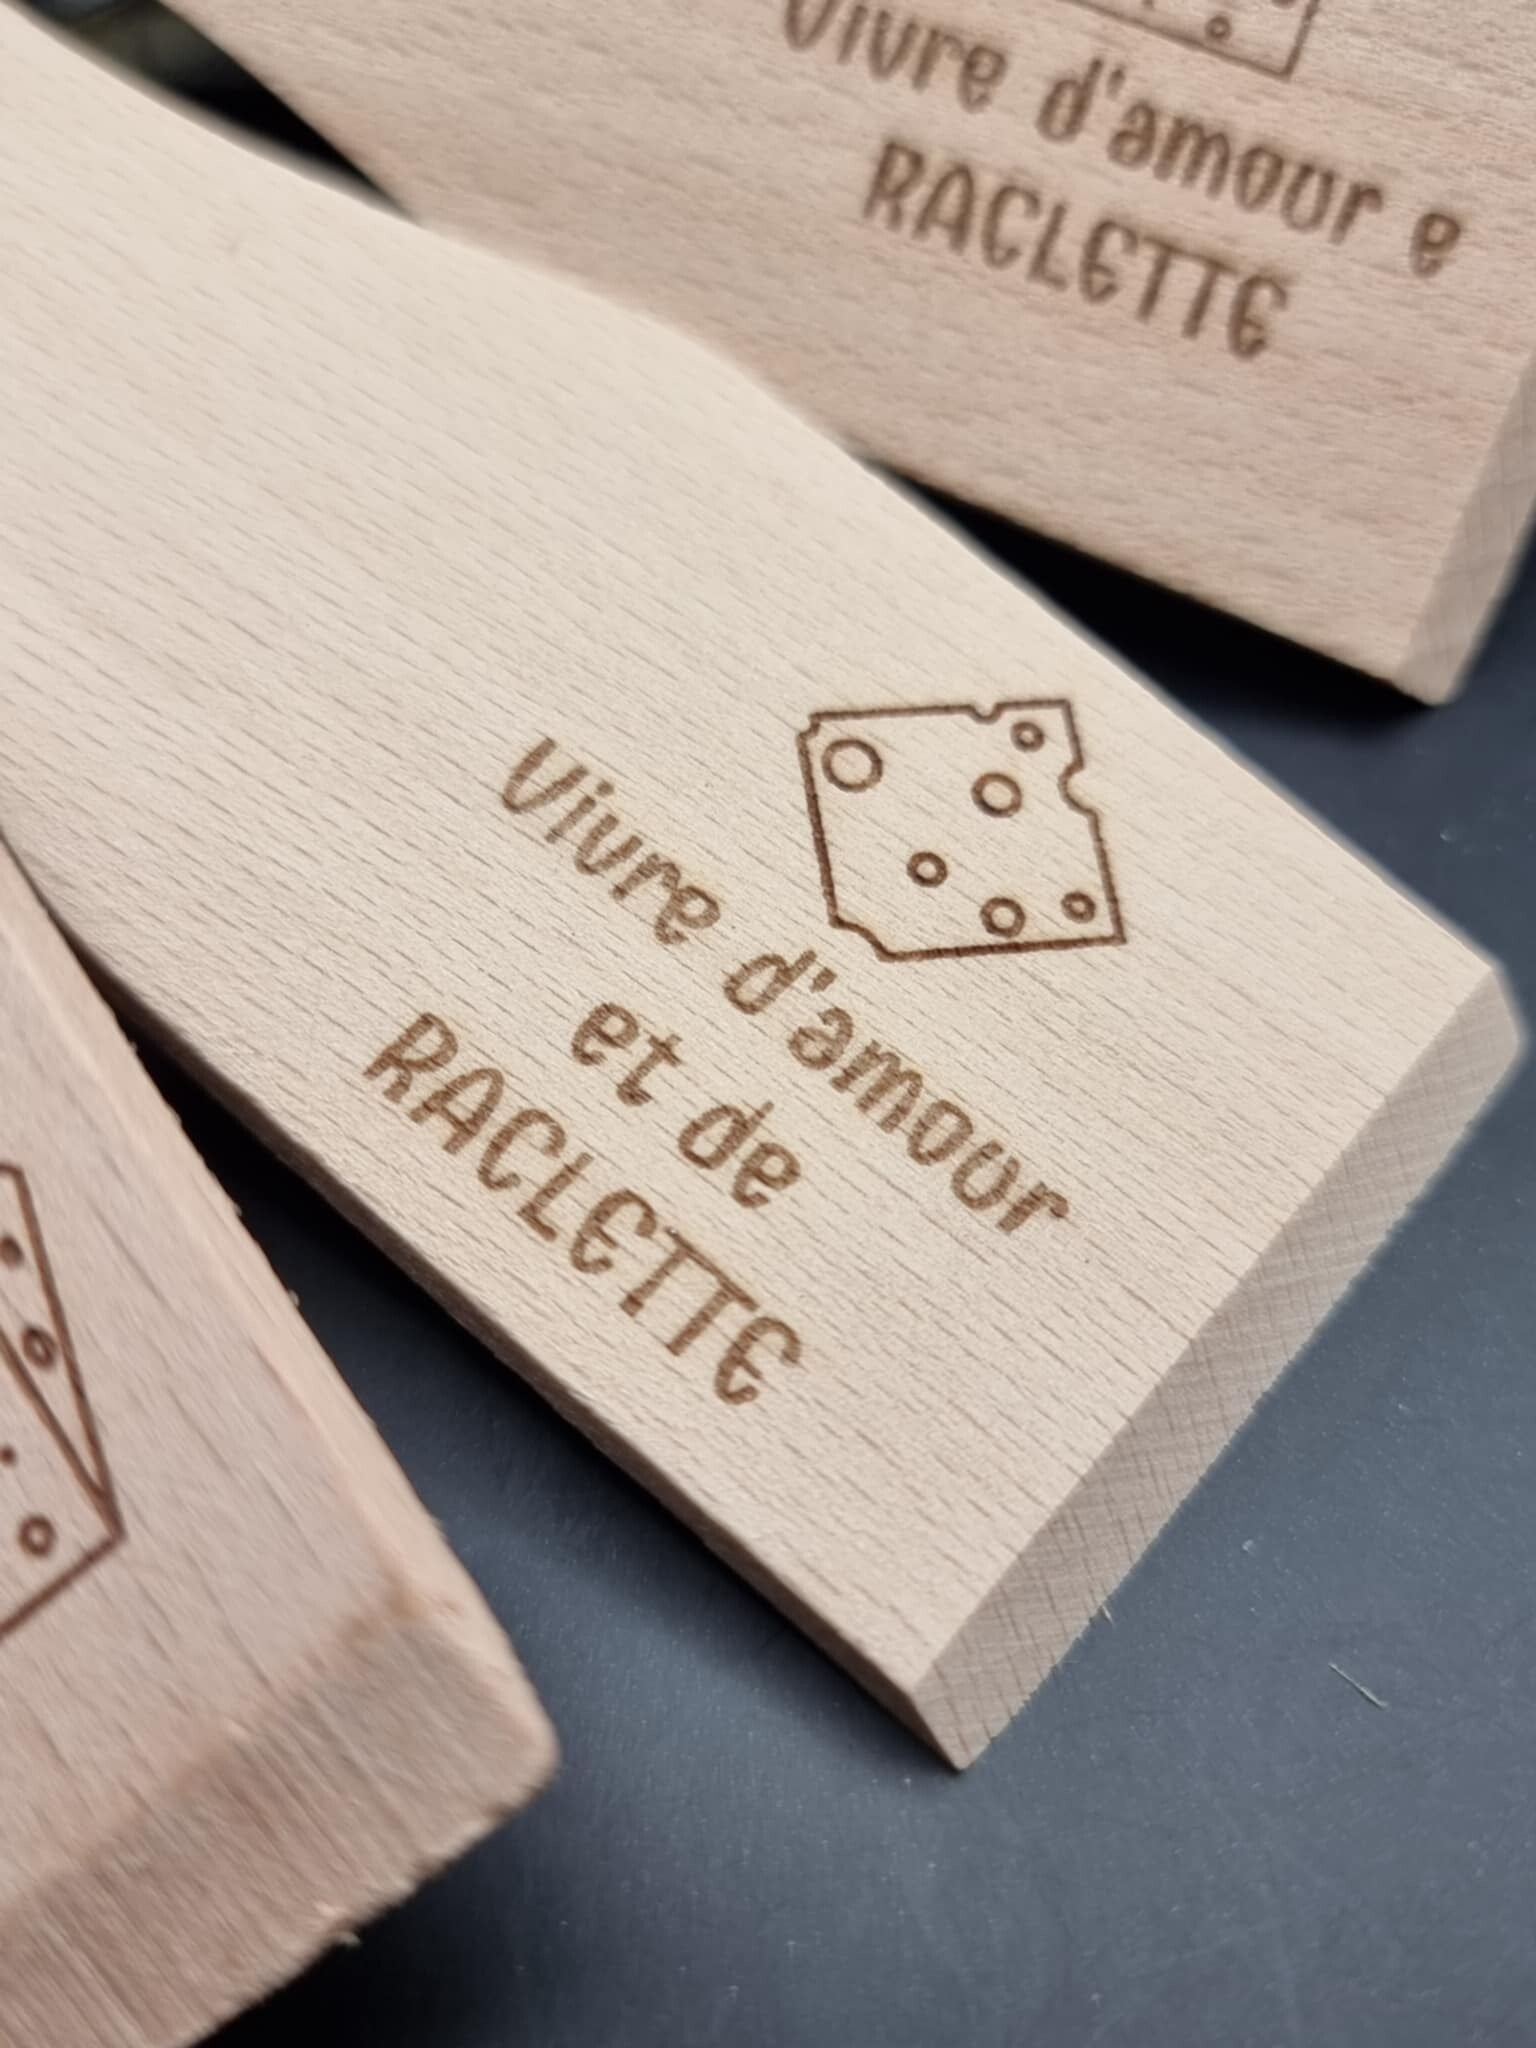 Vivre d'amour e
RACLETTE
Vivre d'amour
et de
RACLETTE